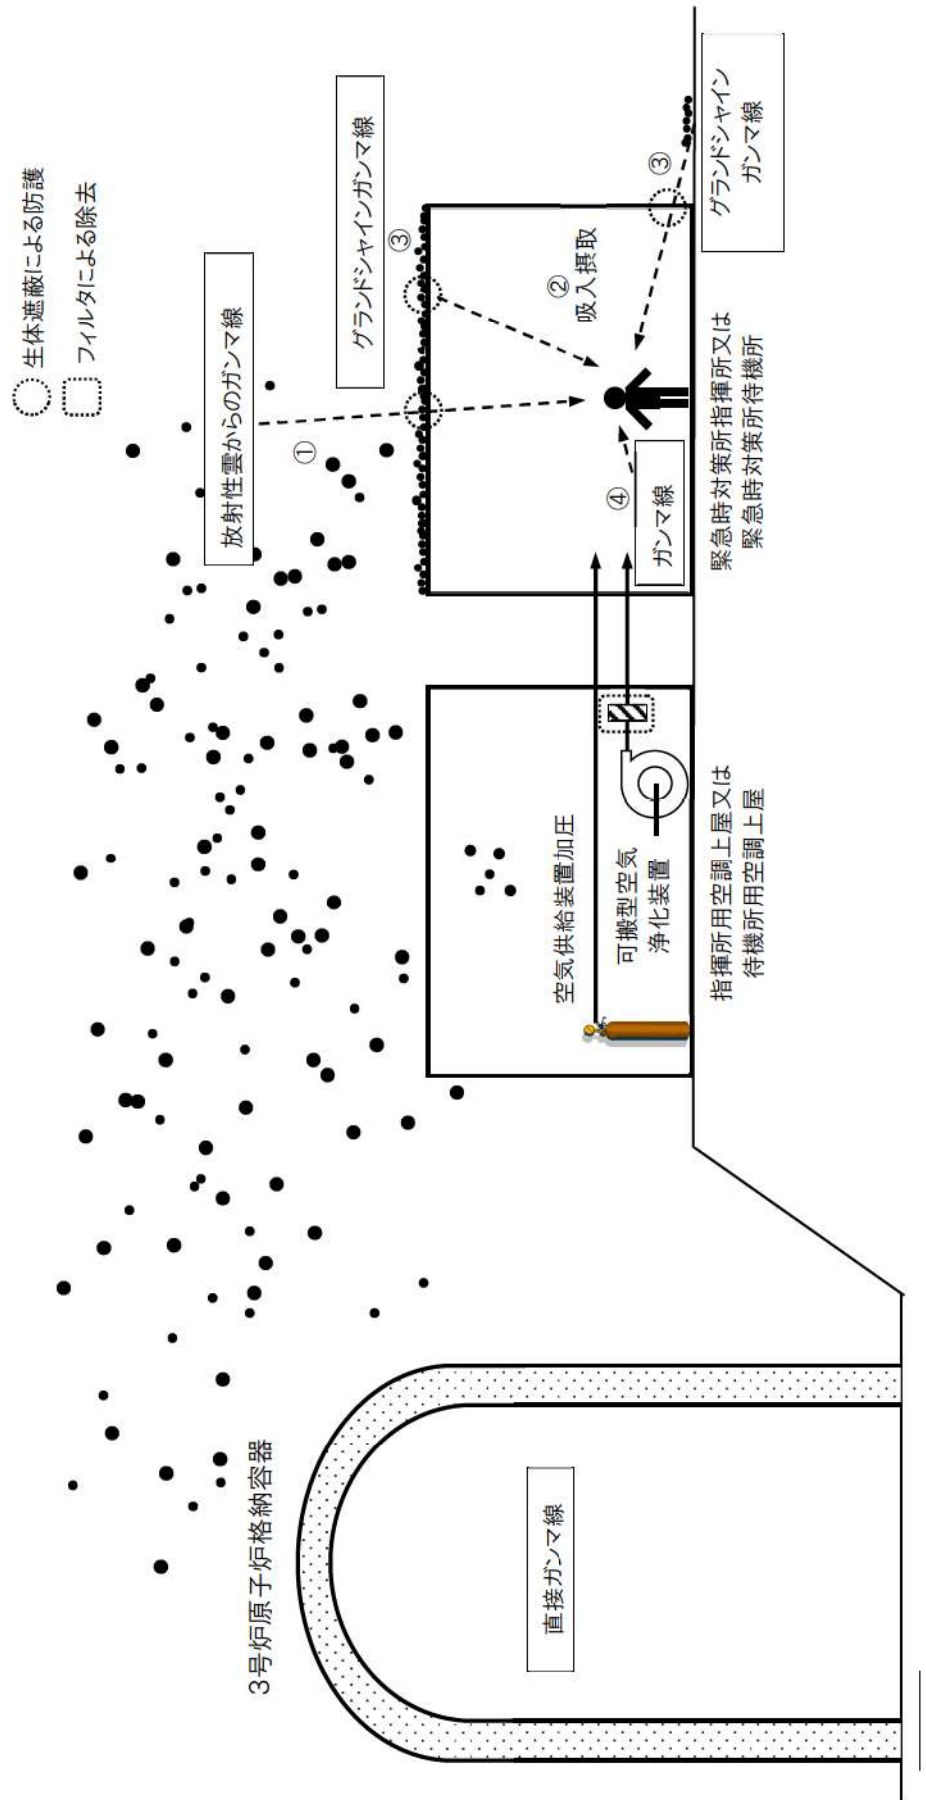 生体遮蔽による防護
フィルタによる除去
放射性雲からのガンマ線
グランドシャインガンマ線
①
③
②
吸入摂取
③
グランドシャイン
ガンマ線
④
ガンマ線
緊急時対策所指揮所又は
緊急時対策所待機所
空気供給装置加圧
可搬型空気
浄化装置
指揮所用空調上屋又は
待機所用空調上屋
3号炉原子炉格納容器
直接ガンマ線